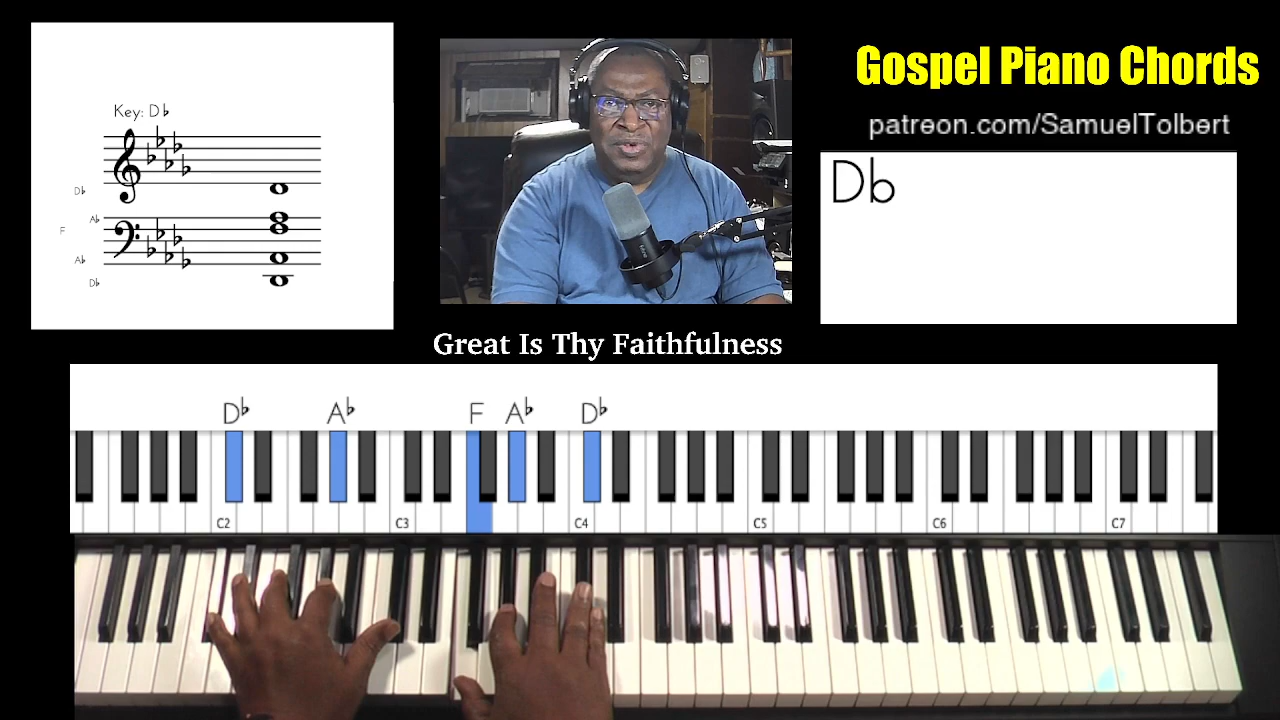 Gospel Piano Chords
patreon.com/SamuelTolbert
Key: D♭
D♭
A♭
F
A♭
D♭
D♭
Great Is Thy Faithfulness
D♭ A♭ F A♭ D♭
C2 C3 C4 C5 C6 C7